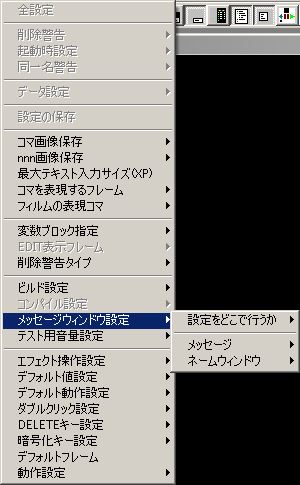 全設定
削除警告
起動時設定
同一名警告
データ設定
設定の保存
コマ画像保存
nnn画像保存
最大テキスト入力サイズ(XP)
コマを表現するフレーム
フィルムの表現コマ
変数ブロック指定
EDIT表示フレーム
削除警告タイプ
ビルド設定
コンパイル設定
メッセージウィンドウ設定
テスト用音量設定
エフェクト操作設定
デフォルト値設定
デフォルト動作設定
ダブルクリック設定
DELETEキー設定
暗号化キー設定
デフォルトフレーム
動作設定
設定をどこで行うか
メッセージ
ネームウィンドウ